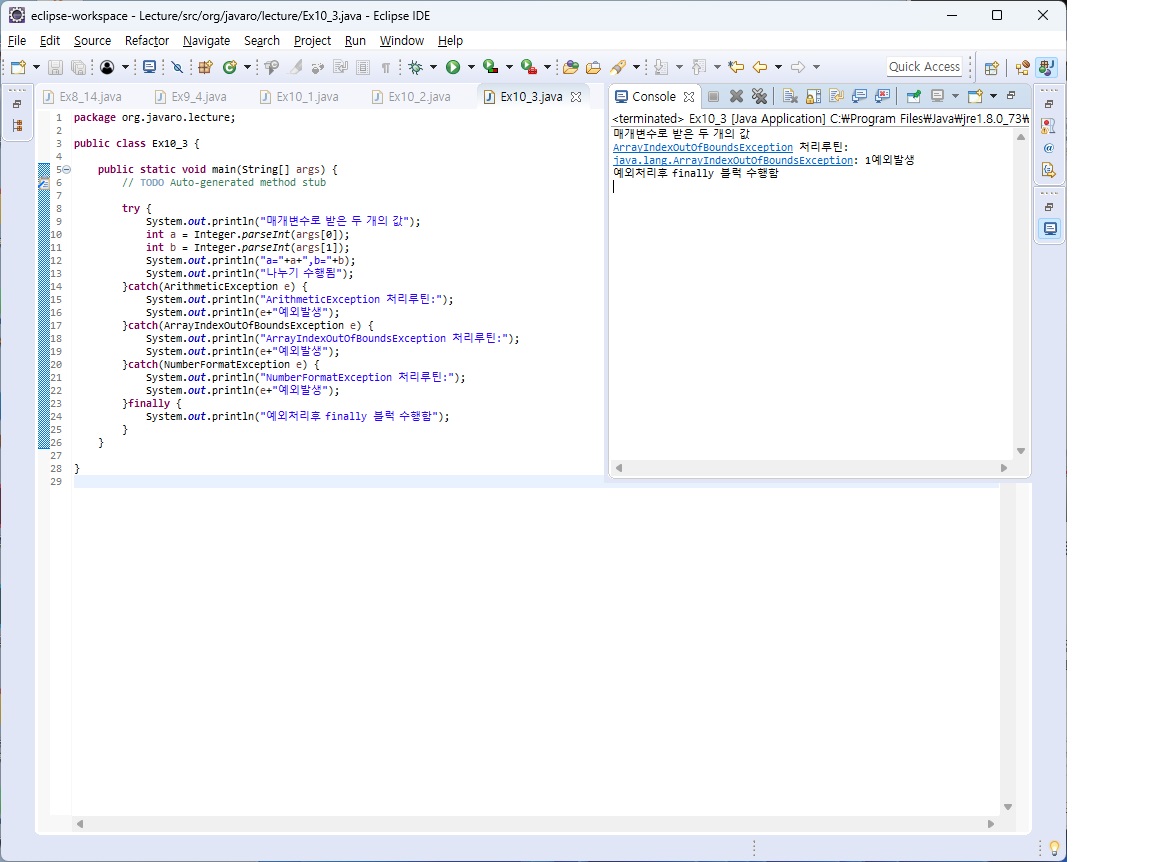 eclipse-workspace - Lecture/src/org/javaro/lecture/Ex10_3.java - Eclipse IDE
File Edit Source Refactor Navigate Search Project Run Window Help
Quick Access
Ex8_14.java Ex9_4.java Ex10_1.java Ex10_2.java Ex10_3.java
1 package org.javaro.lecture;
2
3 public class Ex10_3 {
4
5 public static void main(String[] args) {
6 // TODO Auto-generated method stub
7
8 try {
9 System.out.println("매개변수로 받은 두 개의 값");
10 int a = Integer.parseInt(args[0]);
11 int b = Integer.parseInt(args[1]);
12 System.out.println("a="+a+",b="+b);
13 System.out.println("나누기 수행됨");
14 }catch(ArithmeticException e) {
15 System.out.println("ArithmeticException 처리루틴:");
16 System.out.println(e+"예외발생");
17 }catch(ArrayIndexOutOfBoundsException e) {
18 System.out.println("ArrayIndexOutOfBoundsException 처리루틴:");
19 System.out.println(e+"예외발생");
20 }catch(NumberFormatException e) {
21 System.out.println("NumberFormatException 처리루틴:");
22 System.out.println(e+"예외발생");
23 }finally {
24 System.out.println("예외처리후 finally 블럭 수행함");
25 }
26 }
27
28 }
29
Console
<terminated> Ex10_3 [Java Application] C:￦Program Files￦Java￦jre1.8.0_73￦
매개변수로 받은 두 개의 값
ArrayIndexOutOfBoundsException 처리루틴:
java.lang.ArrayIndexOutOfBoundsException: 1예외발생
예외처리후 finally 블럭 수행함